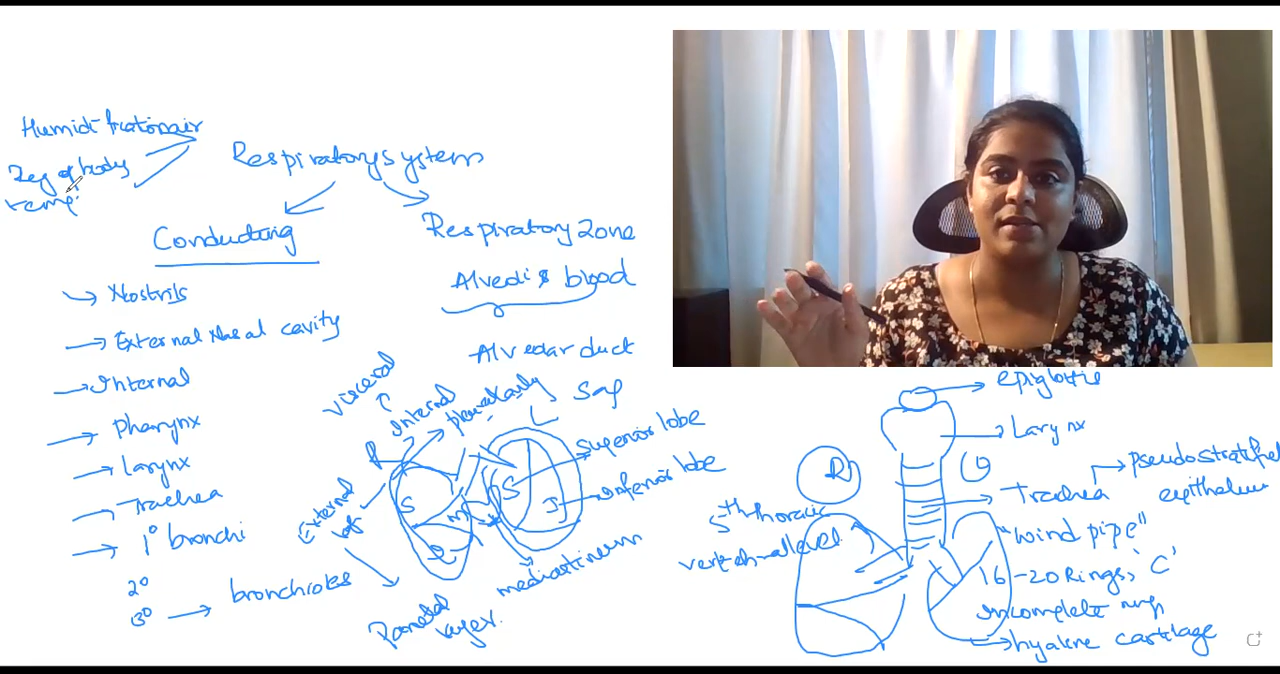 Humidification air
Reg of body
temp.
Respiratory system
Conducting
Respiratory Zone
Nostrils
External Nasal cavity
Internal
Pharynx
Larynx
Trachea
1° bronchi
2°
3° bronchioles
Alveoli & blood
Alveolar duct
Sac
visceral
Internal
R
L
S
S
I
External
Parietal
layer.
Superior lobe
Inferior lobe
mediastinum
epiglottis
Larynx
R
Trachea
Pseudostratified
epithelium
"Wind pipe"
16-20 Rings, 'C'
Incomplete ring
hyaline cartilage
5th thoracic
vertebral level
C+